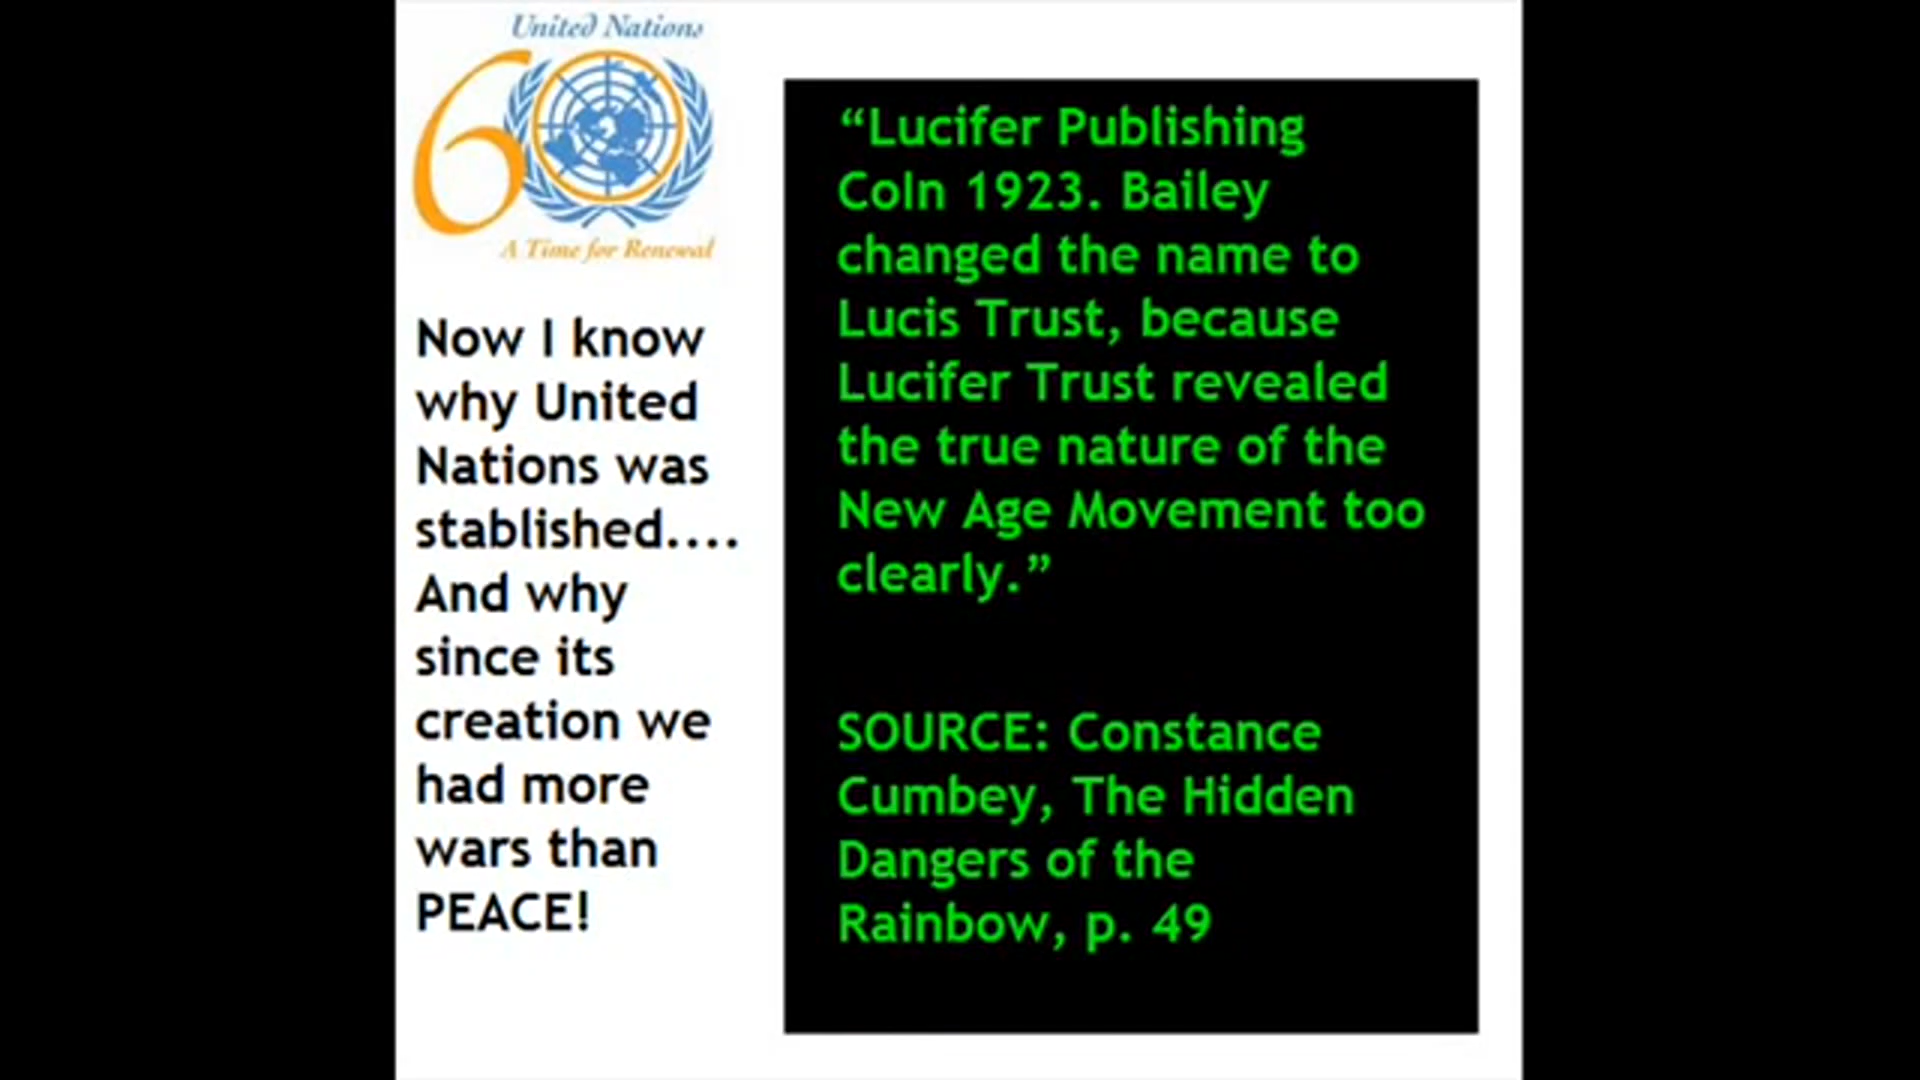 United Nations
60
A Time for Renewal
Now I know
why United
Nations was
stablished....
And why
since its
creation we
had more
wars than
PEACE!
“Lucifer Publishing
CoIn 1923. Bailey
changed the name to
Lucis Trust, because
Lucifer Trust revealed
the true nature of the
New Age Movement too
clearly.”
SOURCE: Constance
Cumbey, The Hidden
Dangers of the
Rainbow, p. 49